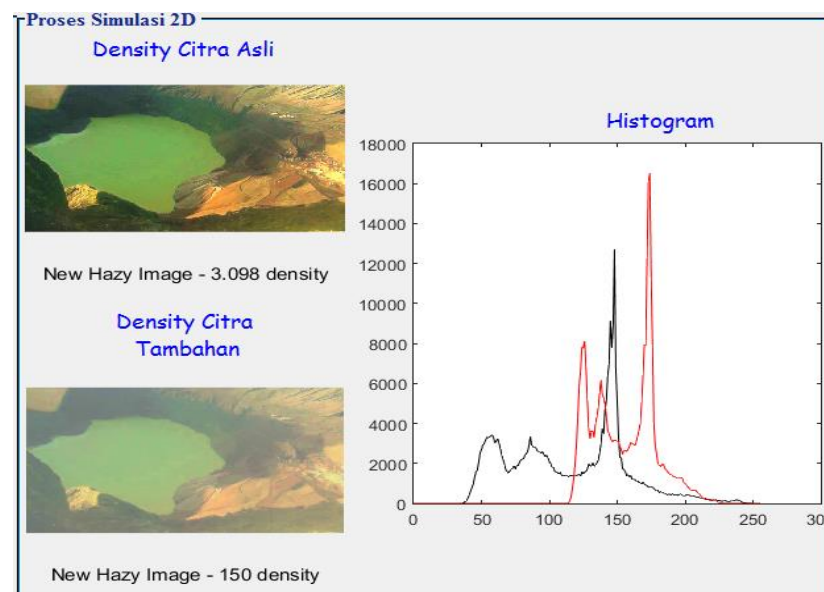 Proses Simulasi 2D
Density Citra Asli
New Hazy Image - 3.098 density
Density Citra
Tambahan
New Hazy Image - 150 density
Histogram
18000
16000
14000
12000
10000
8000
6000
4000
2000
0
0 50 100 150 200 250 300